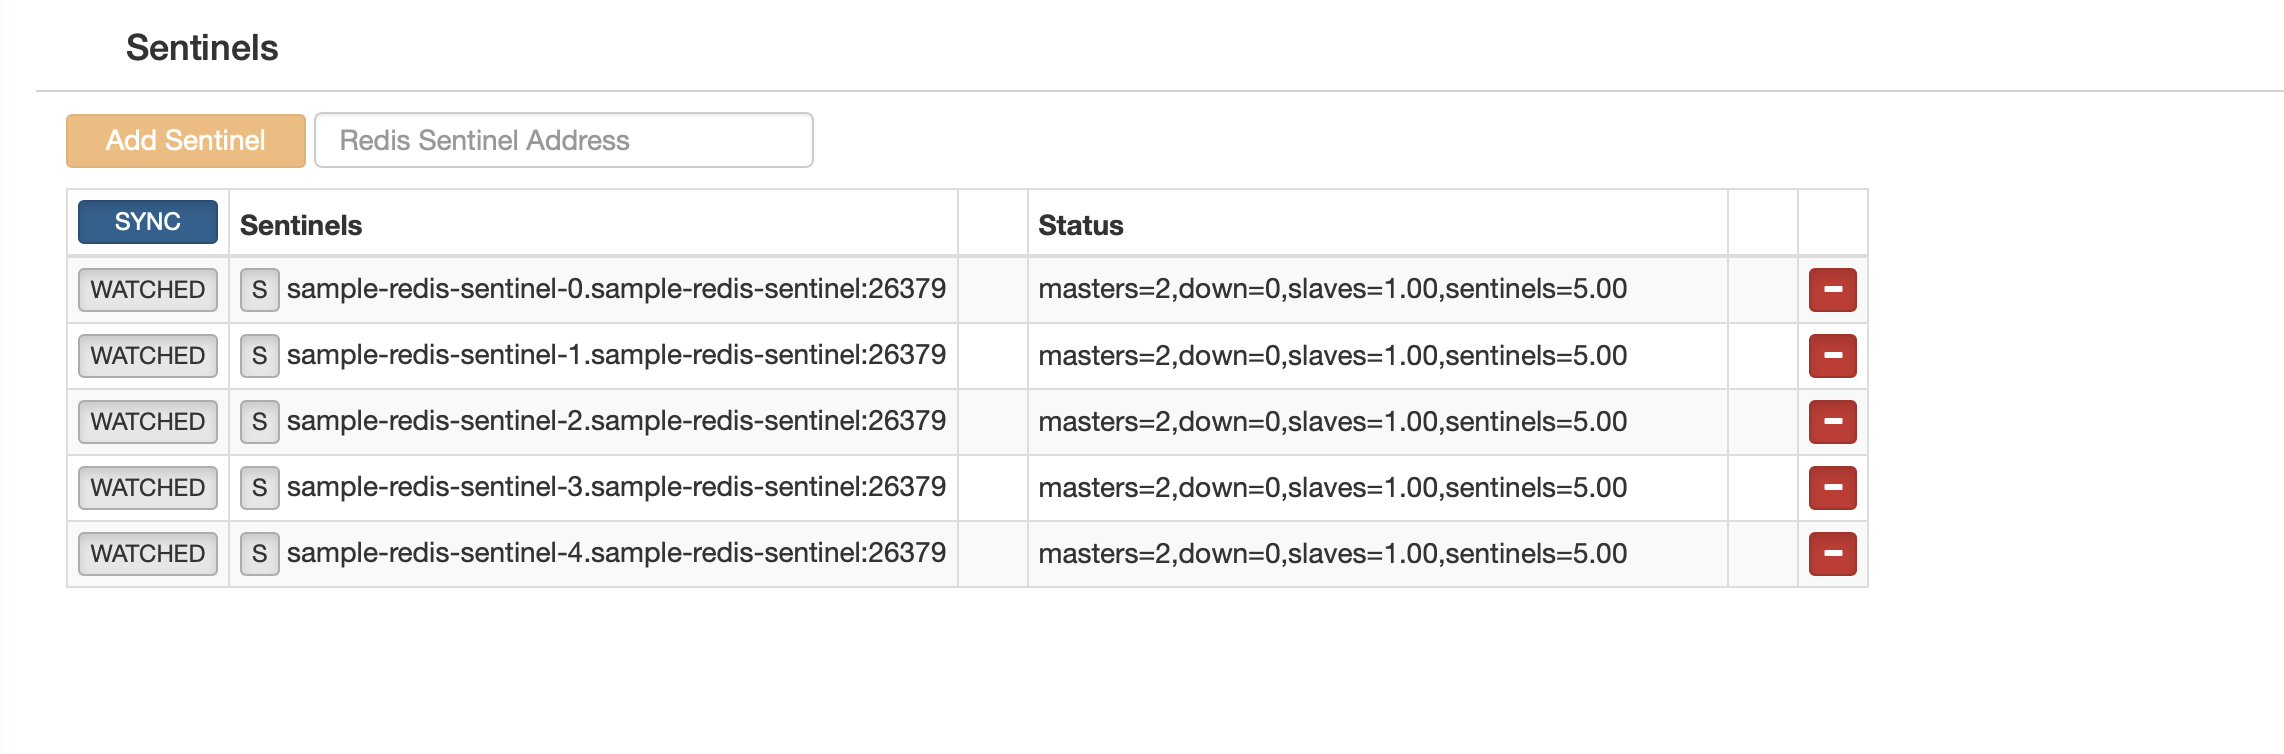 Sentinels
Add Sentinel Redis Sentinel Address
SYNC Sentinels Status
WATCHED S sample-redis-sentinel-0.sample-redis-sentinel:26379 masters=2,down=0,slaves=1.00,sentinels=5.00
WATCHED S sample-redis-sentinel-1.sample-redis-sentinel:26379 masters=2,down=0,slaves=1.00,sentinels=5.00
WATCHED S sample-redis-sentinel-2.sample-redis-sentinel:26379 masters=2,down=0,slaves=1.00,sentinels=5.00
WATCHED S sample-redis-sentinel-3.sample-redis-sentinel:26379 masters=2,down=0,slaves=1.00,sentinels=5.00
WATCHED S sample-redis-sentinel-4.sample-redis-sentinel:26379 masters=2,down=0,slaves=1.00,sentinels=5.00